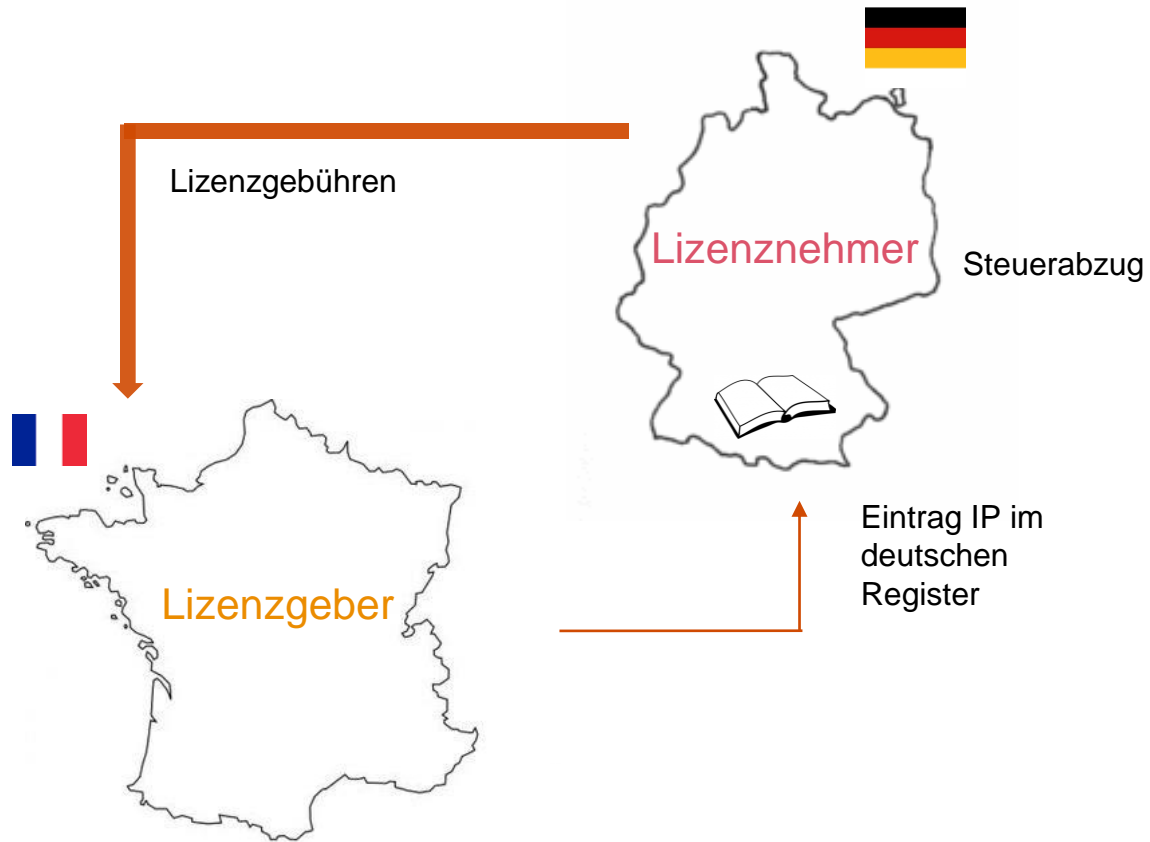 Lizenzgebühren
Lizenznehmer
Steuerabzug
Eintrag IP im
deutschen
Register
Lizenzgeber